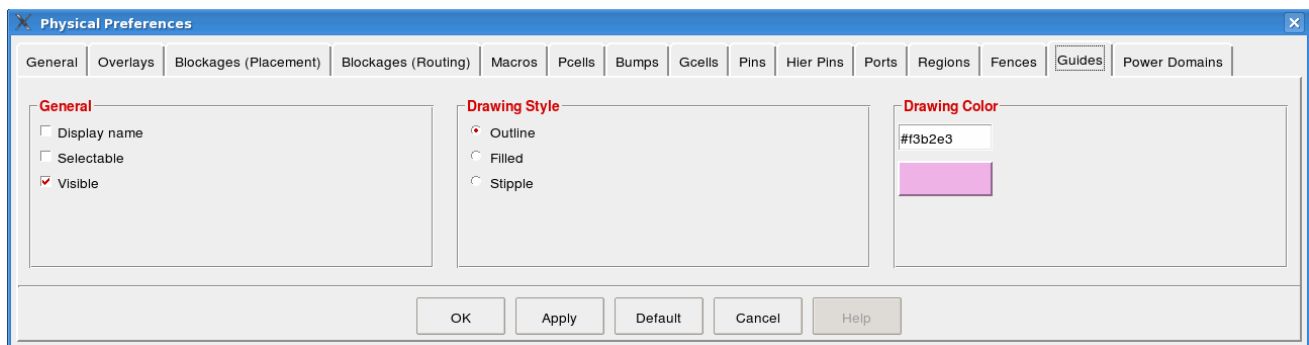 Physical Preferences
General Overlays Blockages (Placement) Blockages (Routing) Macros Pcells Bumps Gcells Pins Hier Pins Ports Regions Fences Guides Power Domains
General
Display name
Selectable
Visible
Drawing Style
Outline
Filled
Stipple
Drawing Color
#f3b2e3
OK Apply Default Cancel Help